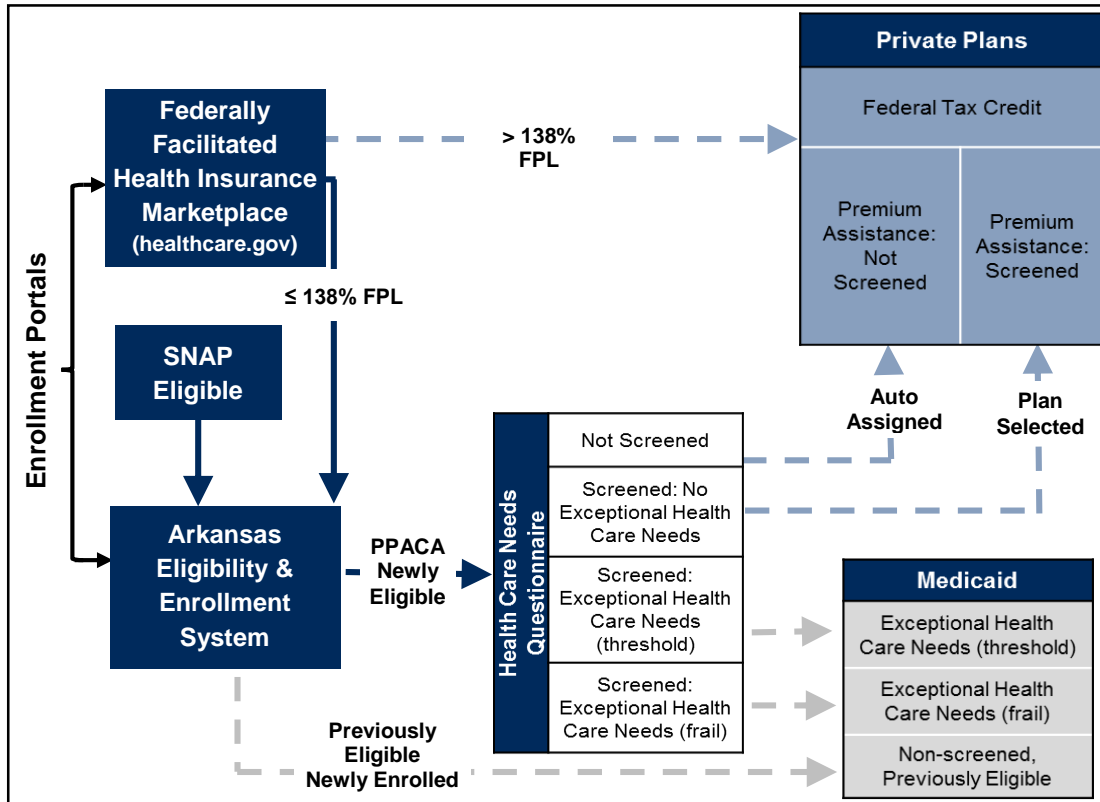 Enrollment Portals
Federally
Facilitated
Health Insurance
Marketplace
(healthcare.gov)
> 138%
FPL
≤ 138% FPL
SNAP
Eligible
Arkansas
Eligibility &
Enrollment
System
PPACA
Newly
Eligible
Previously
Eligible
Newly Enrolled
Health Care Needs
Questionnaire
Not Screened
Screened: No
Exceptional Health
Care Needs
Screened:
Exceptional Health
Care Needs
(threshold)
Screened:
Exceptional Health
Care Needs (frail)
Auto
Assigned
Plan
Selected
Private Plans
Federal Tax Credit
Premium
Assistance:
Not
Screened
Premium
Assistance:
Screened
Medicaid
Exceptional Health
Care Needs (threshold)
Exceptional Health
Care Needs (frail)
Non-screened,
Previously Eligible